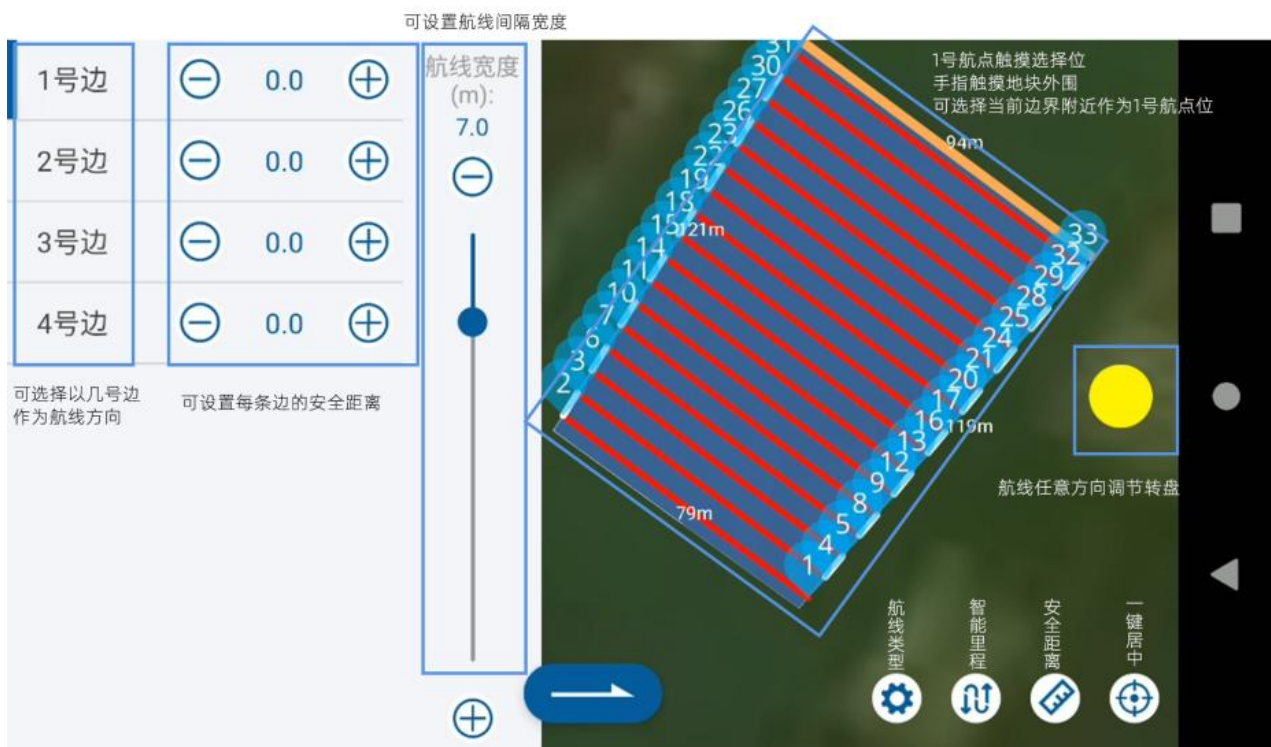 可设置航线间隔宽度
1号边
0.0
2号边
0.0
3号边
0.0
4号边
0.0
可选择以几号边
作为航线方向
可设置每条边的安全距离
航线宽度
(m):
7.0
1号航点触摸选择位
手指触摸地块外围
可选择当前边界附近作为1号航点位
94m
31
30
27
26
23
22
19
18
15
121m
14
11
10
7
6
3
2
33
32
29
28
25
24
21
20
17
16
119m
13
12
9
8
5
4
1
79m
航线任意方向调节转盘
航线类型
智能里程
安全距离
一键居中